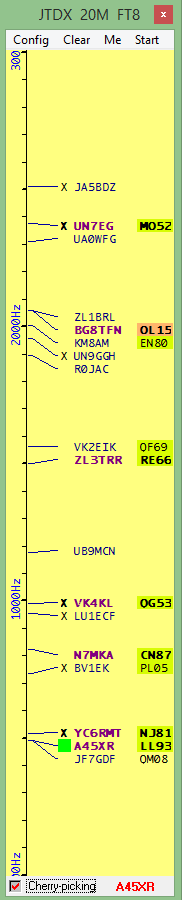 JTDX 20M FT8 x
Config Clear Me Start
300
X JA5BDZ
X UN7EG MO52
UA0WFG
ZL1BRL
2000Hz
BG8TFN OL15
KM8AM EN80
X UN9GGH
R0JAC
VK2EIK QF69
ZL3TRR RE66
UB9MCN
1000Hz
X VK4KL QG53
X LU1ECF
N7MKA CN87
X BV1EK PL05
X YC6RMT NJ81
A45XR LL93
JF7GDF QM08
0Hz
Cherry-picking A45XR